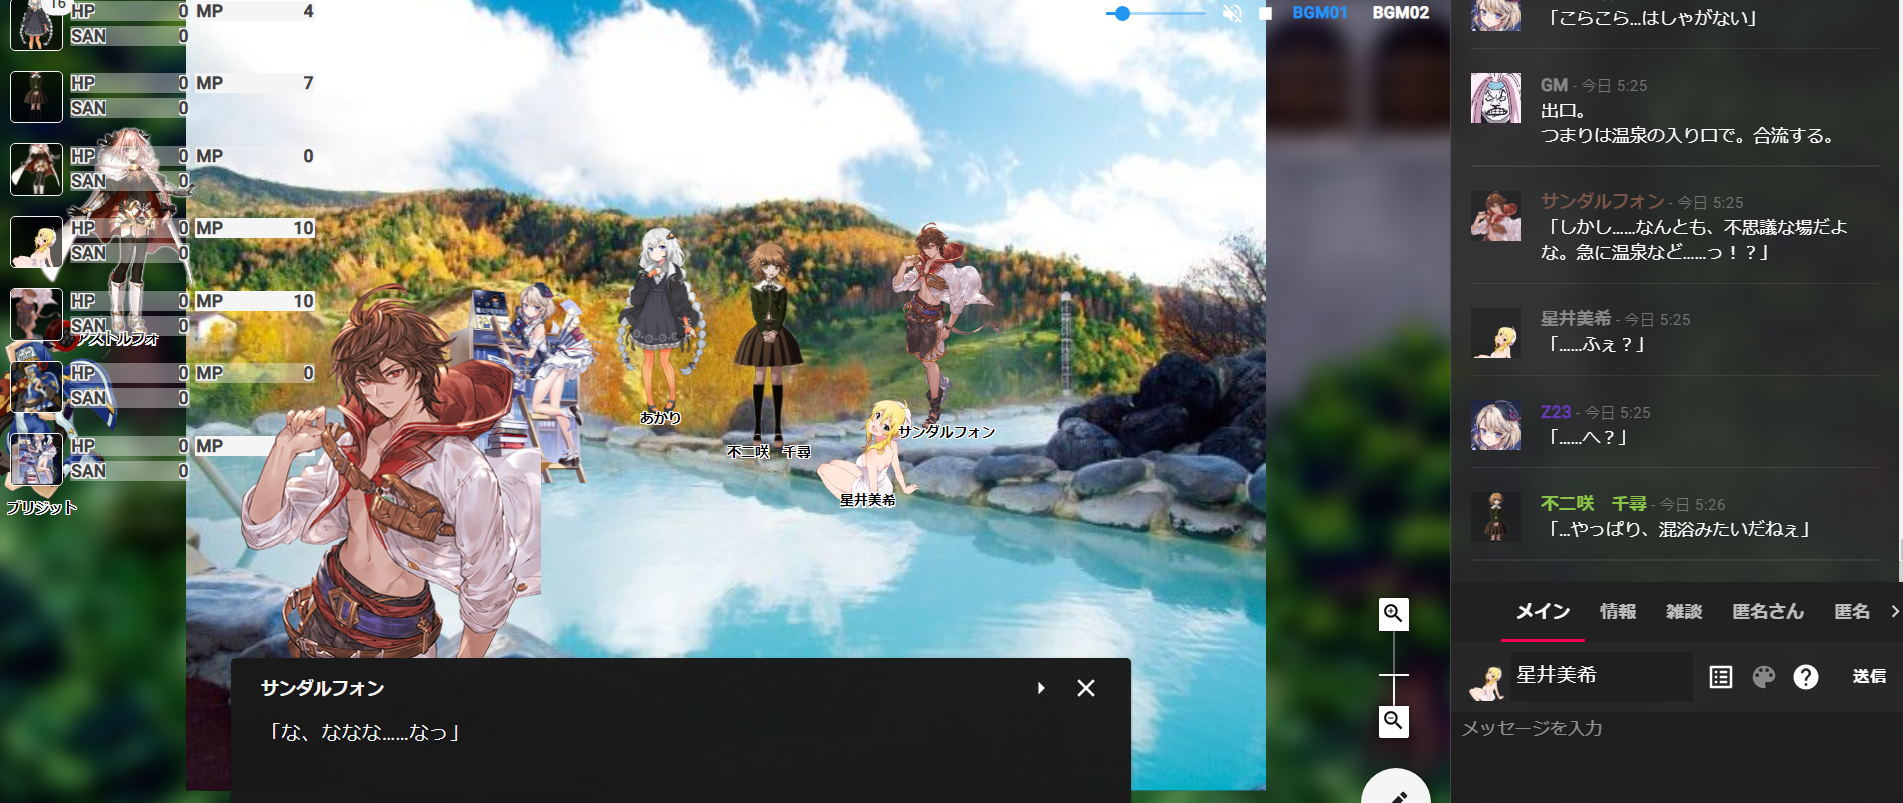 16
HP 0 MP 4
SAN 0
HP 0 MP 7
SAN 0
HP 0 MP 0
SAN 0
HP 0 MP 10
SAN 0
HP 0 MP 10
SAN 0
アストルフォ
HP 0 MP 0
SAN 0
HP 0 MP
SAN 0
ブリジット
BGM01 BGM02
あかり
不二咲　千尋
サンダルフォン
星井美希
サンダルフォン
「な、ななな……なっ」
「こらこら…はしゃがない」
GM - 今日 5:25
出口。
つまりは温泉の入り口で。合流する。
サンダルフォン - 今日 5:25
「しかし……なんとも、不思議な場だよ
な。急に温泉など……っ！？」
星井美希 - 今日 5:25
「……ふぇ？」
Z23 - 今日 5:25
「……へ？」
不二咲　千尋 - 今日 5:26
「…やっぱり、混浴みたいだねぇ」
メイン 情報 雑談 匿名さん 匿名
星井美希 送信
メッセージを入力